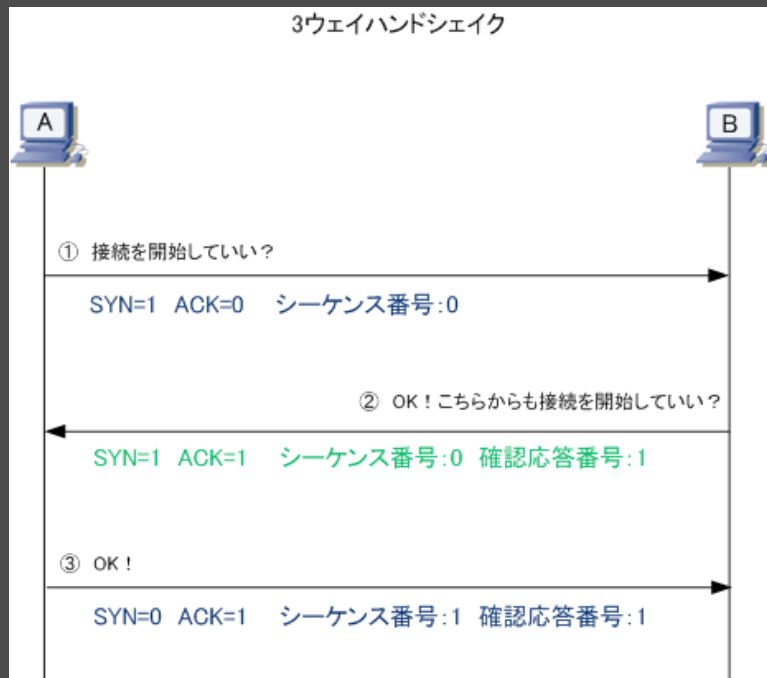 3ウェイハンドシェイク
A
B
① 接続を開始していい？
SYN=1 ACK=0 シーケンス番号:0
② OK！こちらからも接続を開始していい？
SYN=1 ACK=1 シーケンス番号:0 確認応答番号:1
③ OK！
SYN=0 ACK=1 シーケンス番号:1 確認応答番号:1